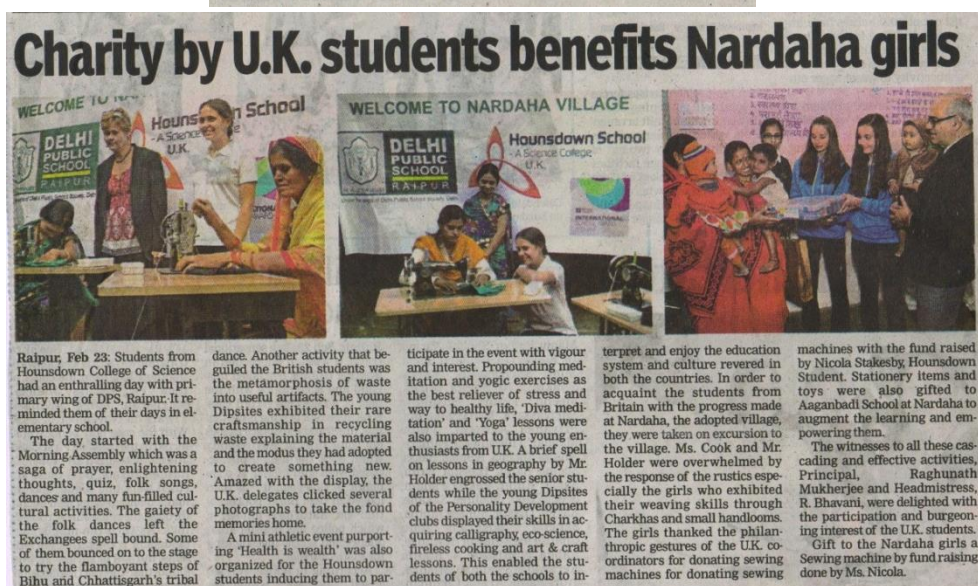 Charity by U.K. students benefits Nardaha girls
WELCOME TO
DELHI
PUBLIC
SCHOOL
RAIPUR
Hounsdown School
- A Science College
U.K.
WELCOME TO NARDAHA VILLAGE
DELHI
PUBLIC
SCHOOL
RAIPUR
Hounsdown School
- A Science College
U.K.
INTERNATIONAL
Raipur, Feb 23: Students from
Hounsdown College of Science
had an enthralling day with pri-
mary wing of DPS, Raipur. It re-
minded them of their days in el-
ementary school.
The day started with the
Morning Assembly which was a
saga of prayer, enlightening
thoughts, quiz, folk songs,
dances and many fun-filled cul-
tural activities. The gaiety of
the folk dances left the
Exchangees spell bound. Some
of them bounced on to the stage
to try the flamboyant steps of
Bihu and Chhattisgarh's tribal
dance. Another activity that be-
guiled the British students was
the metamorphosis of waste
into useful artifacts. The young
Dipsites exhibited their rare
craftsmanship in recycling
waste explaining the material
and the modus they had adopted
to create something new.
Amazed with the display, the
U.K. delegates clicked several
photographs to take the fond
memories home.
A mini athletic event purport-
ing 'Health is wealth' was also
organized for the Hounsdown
students inducing them to par-
ticipate in the event with vigour
and interest. Propounding med-
itation and yogic exercises as
the best reliever of stress and
way to healthy life, 'Diva medi-
tation' and 'Yoga' lessons were
also imparted to the young en-
thusiasts from U.K. A brief spell
on lessons in geography by Mr.
Holder engrossed the senior stu-
dents while the young Dipsites
of the Personality Development
clubs displayed their skills in ac-
quiring calligraphy, eco-science,
fireless cooking and art & craft
lessons. This enabled the stu-
dents of both the schools to in-
terpret and enjoy the education
system and culture revered in
both the countries. In order to
acquaint the students from
Britain with the progress made
at Nardaha, the adopted village,
they were taken on excursion to
the village. Ms. Cook and Mr.
Holder were overwhelmed by
the response of the rustics espe-
cially the girls who exhibited
their weaving skills through
Charkhas and small handlooms.
The girls thanked the philan-
thropic gestures of the U.K. co-
ordinators for donating sewing
machines for donating sewing
machines with the fund raised
by Nicola Stakesby, Hounsdown
Student. Stationery items and
toys were also gifted to
Aaganbadi School at Nardaha to
augment the learning and em-
powering them.
The witnesses to all these cas-
cading and effective activities,
Principal, Raghunath
Mukherjee and Headmistress,
R. Bhavani, were delighted with
the participation and burgeon-
ing interest of the U.K. students.
Gift to the Nardaha girls a
Sewing machine by fund raising
done by Ms. Nicola.